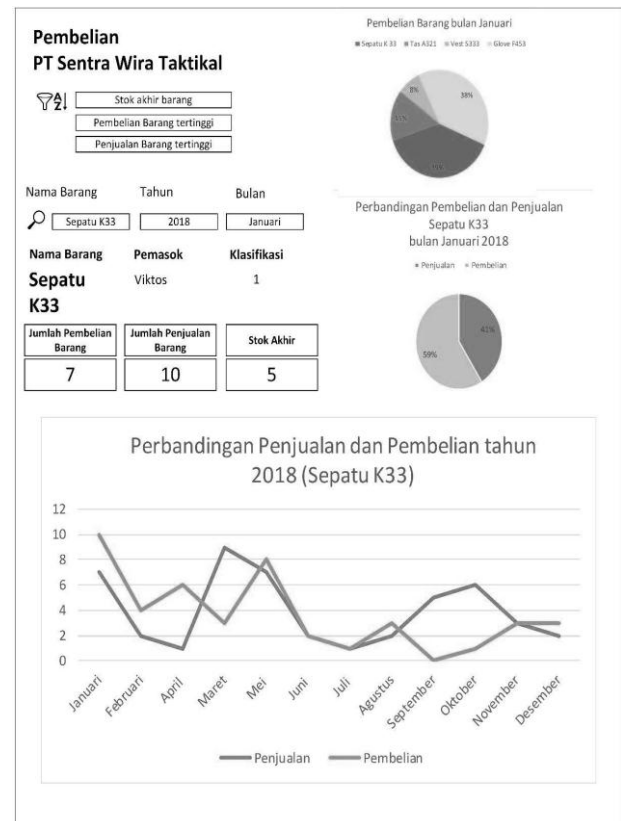 Pembelian
PT Sentra Wira Taktikal
Stok akhir barang
Pembelian Barang tertinggi
Penjualan Barang tertinggi
Pembelian Barang bulan Januari
Sepatu K 33 Tas A321 Vest S333 Glove F453
8%
38%
Nama Barang Tahun Bulan
Sepatu K33 2018 Januari
Nama Barang Pemasok Klasifikasi
Sepatu K33 Viktos 1
Jumlah Pembelian Barang Jumlah Penjualan Barang Stok Akhir
7 10 5
Perbandingan Pembelian dan Penjualan
Sepatu K33
bulan Januari 2018
Penjualan Pembelian
41%
59%
Perbandingan Penjualan dan Pembelian tahun
2018 (Sepatu K33)
12
10
8
6
4
2
0
Januari Februari April Maret Mei Juni Juli Agustus September Oktober November Desember
Penjualan Pembelian